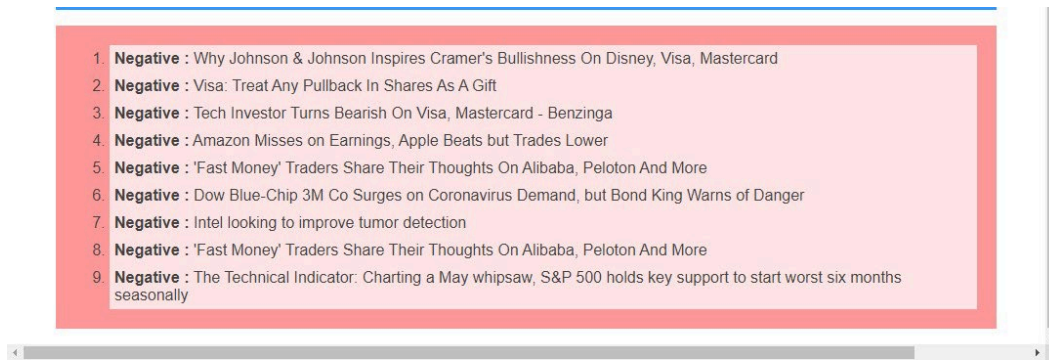 1. Negative : Why Johnson & Johnson Inspires Cramer's Bullishness On Disney, Visa, Mastercard
2. Negative : Visa: Treat Any Pullback In Shares As A Gift
3. Negative : Tech Investor Turns Bearish On Visa, Mastercard - Benzinga
4. Negative : Amazon Misses on Earnings, Apple Beats but Trades Lower
5. Negative : 'Fast Money' Traders Share Their Thoughts On Alibaba, Peloton And More
6. Negative : Dow Blue-Chip 3M Co Surges on Coronavirus Demand, but Bond King Warns of Danger
7. Negative : Intel looking to improve tumor detection
8. Negative : 'Fast Money' Traders Share Their Thoughts On Alibaba, Peloton And More
9. Negative : The Technical Indicator: Charting a May whipsaw, S&P 500 holds key support to start worst six months
seasonally